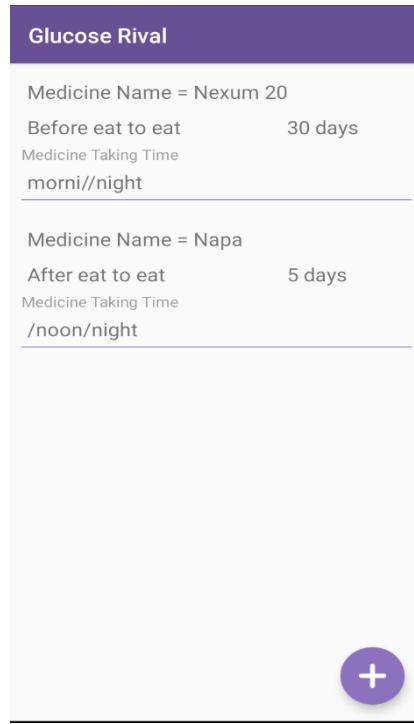 Glucose Rival
Medicine Name = Nexum 20
Before eat to eat 30 days
Medicine Taking Time
morni//night
Medicine Name = Napa
After eat to eat 5 days
Medicine Taking Time
/noon/night
+